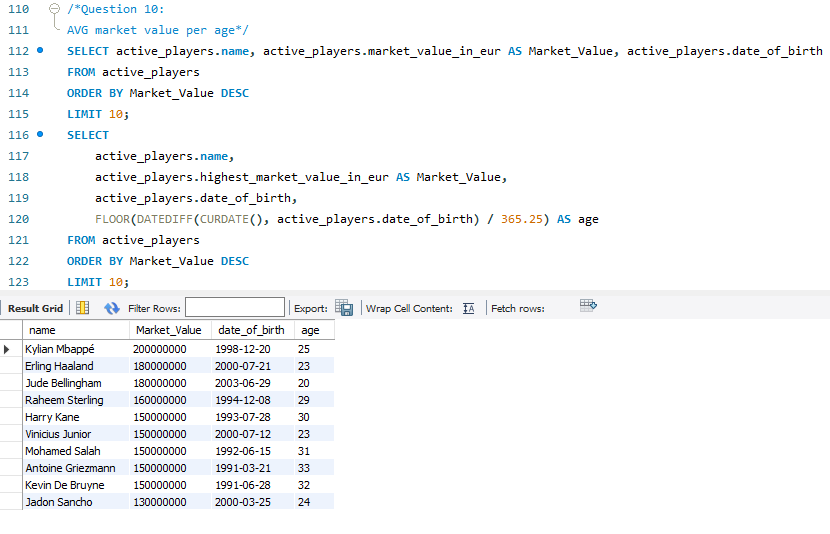 110 /*Question 10:
111 AVG market value per age*/
112 SELECT active_players.name, active_players.market_value_in_eur AS Market_Value, active_players.date_of_birth
113 FROM active_players
114 ORDER BY Market_Value DESC
115 LIMIT 10;
116 SELECT
117 active_players.name,
118 active_players.highest_market_value_in_eur AS Market_Value,
119 active_players.date_of_birth,
120 FLOOR(DATEDIFF(CURDATE(), active_players.date_of_birth) / 365.25) AS age
121 FROM active_players
122 ORDER BY Market_Value DESC
123 LIMIT 10;
Result Grid Filter Rows: Export: Wrap Cell Content: Fetch rows:
name Market_Value date_of_birth age
Kylian Mbappé 200000000 1998-12-20 25
Erling Haaland 180000000 2000-07-21 23
Jude Bellingham 180000000 2003-06-29 20
Raheem Sterling 160000000 1994-12-08 29
Harry Kane 150000000 1993-07-28 30
Vinicius Junior 150000000 2000-07-12 23
Mohamed Salah 150000000 1992-06-15 31
Antoine Griezmann 150000000 1991-03-21 33
Kevin De Bruyne 150000000 1991-06-28 32
Jadon Sancho 130000000 2000-03-25 24